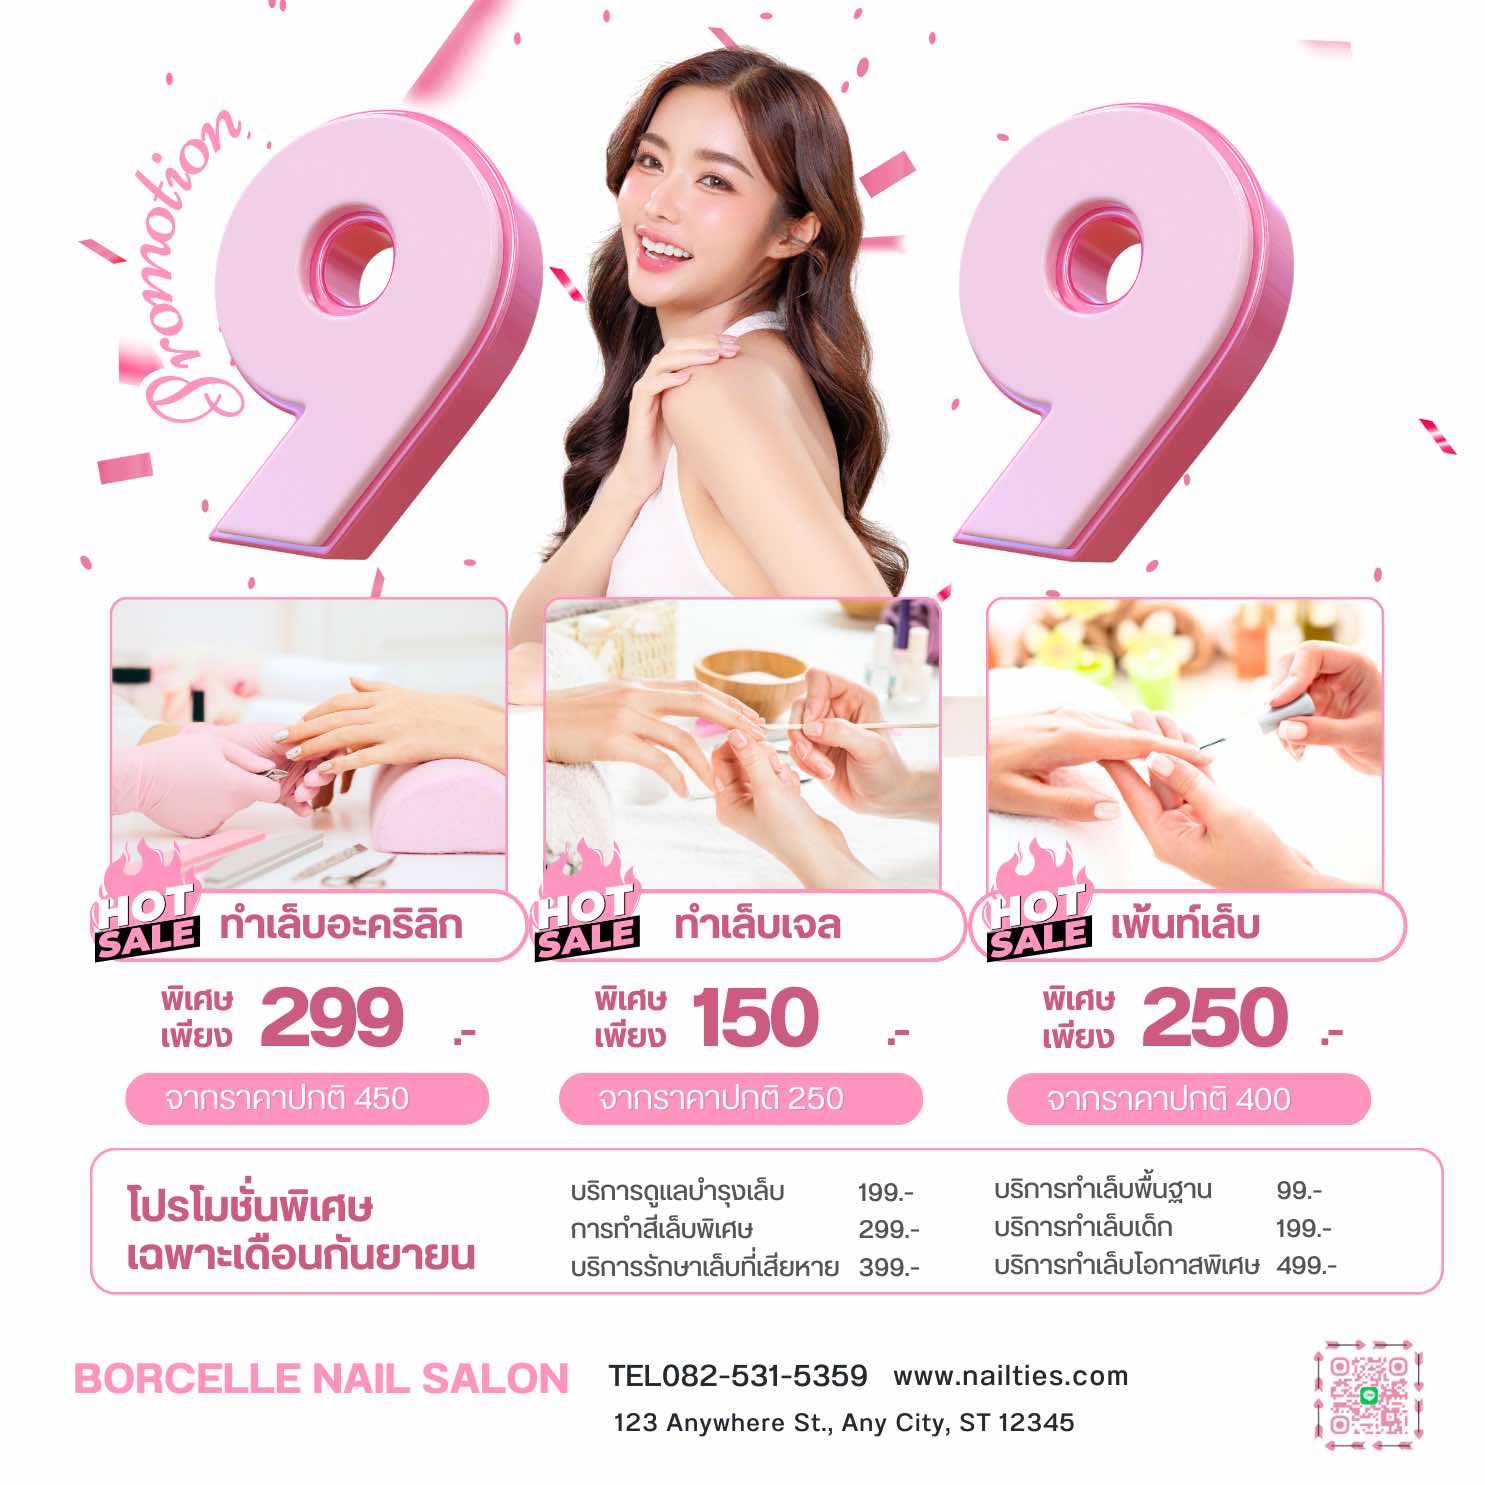 Promotion
9 9
HOT
SALE
ทำเล็บอะคริลิก
พิเศษ
เพียง
299 .-
จากราคาปกติ 450
HOT
SALE
ทำเล็บเจล
พิเศษ
เพียง
150 .-
จากราคาปกติ 250
HOT
SALE
เพ้นท์เล็บ
พิเศษ
เพียง
250 .-
จากราคาปกติ 400
โปรโมชั่นพิเศษ
เฉพาะเดือนกันยายน
บริการดูแลบำรุงเล็บ 199.-
การทำสีเล็บพิเศษ 299.-
บริการรักษาเล็บที่เสียหาย 399.-
บริการทำเล็บพื้นฐาน 99.-
บริการทำเล็บเด็ก 199.-
บริการทำเล็บโอกาสพิเศษ 499.-
BORCELLE NAIL SALON
TEL082-531-5359 www.nailties.com
123 Anywhere St., Any City, ST 12345